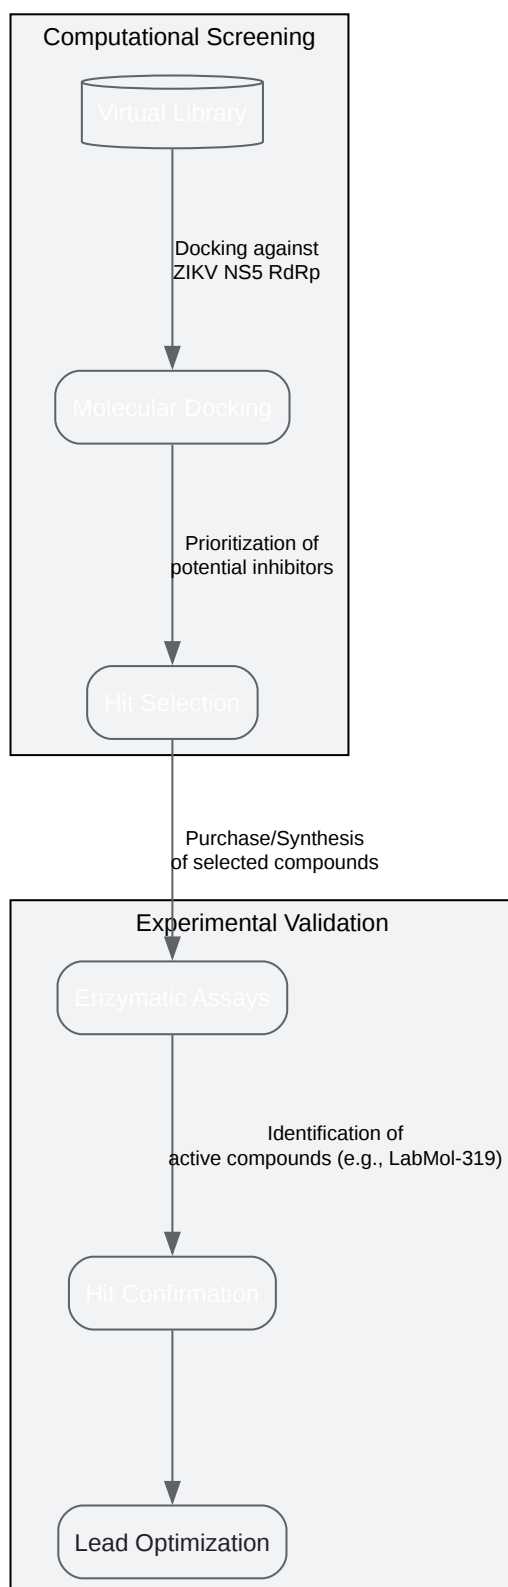 Computational Screening
Virtual Library
Docking against
ZIKV NS5 RdRp
Molecular Docking
Prioritization of
potential inhibitors
Hit Selection
Purchase/Synthesis
of selected compounds
Experimental Validation
Enzymatic Assays
Identification of
active compounds (e.g., LabMol-319)
Hit Confirmation
Lead Optimization